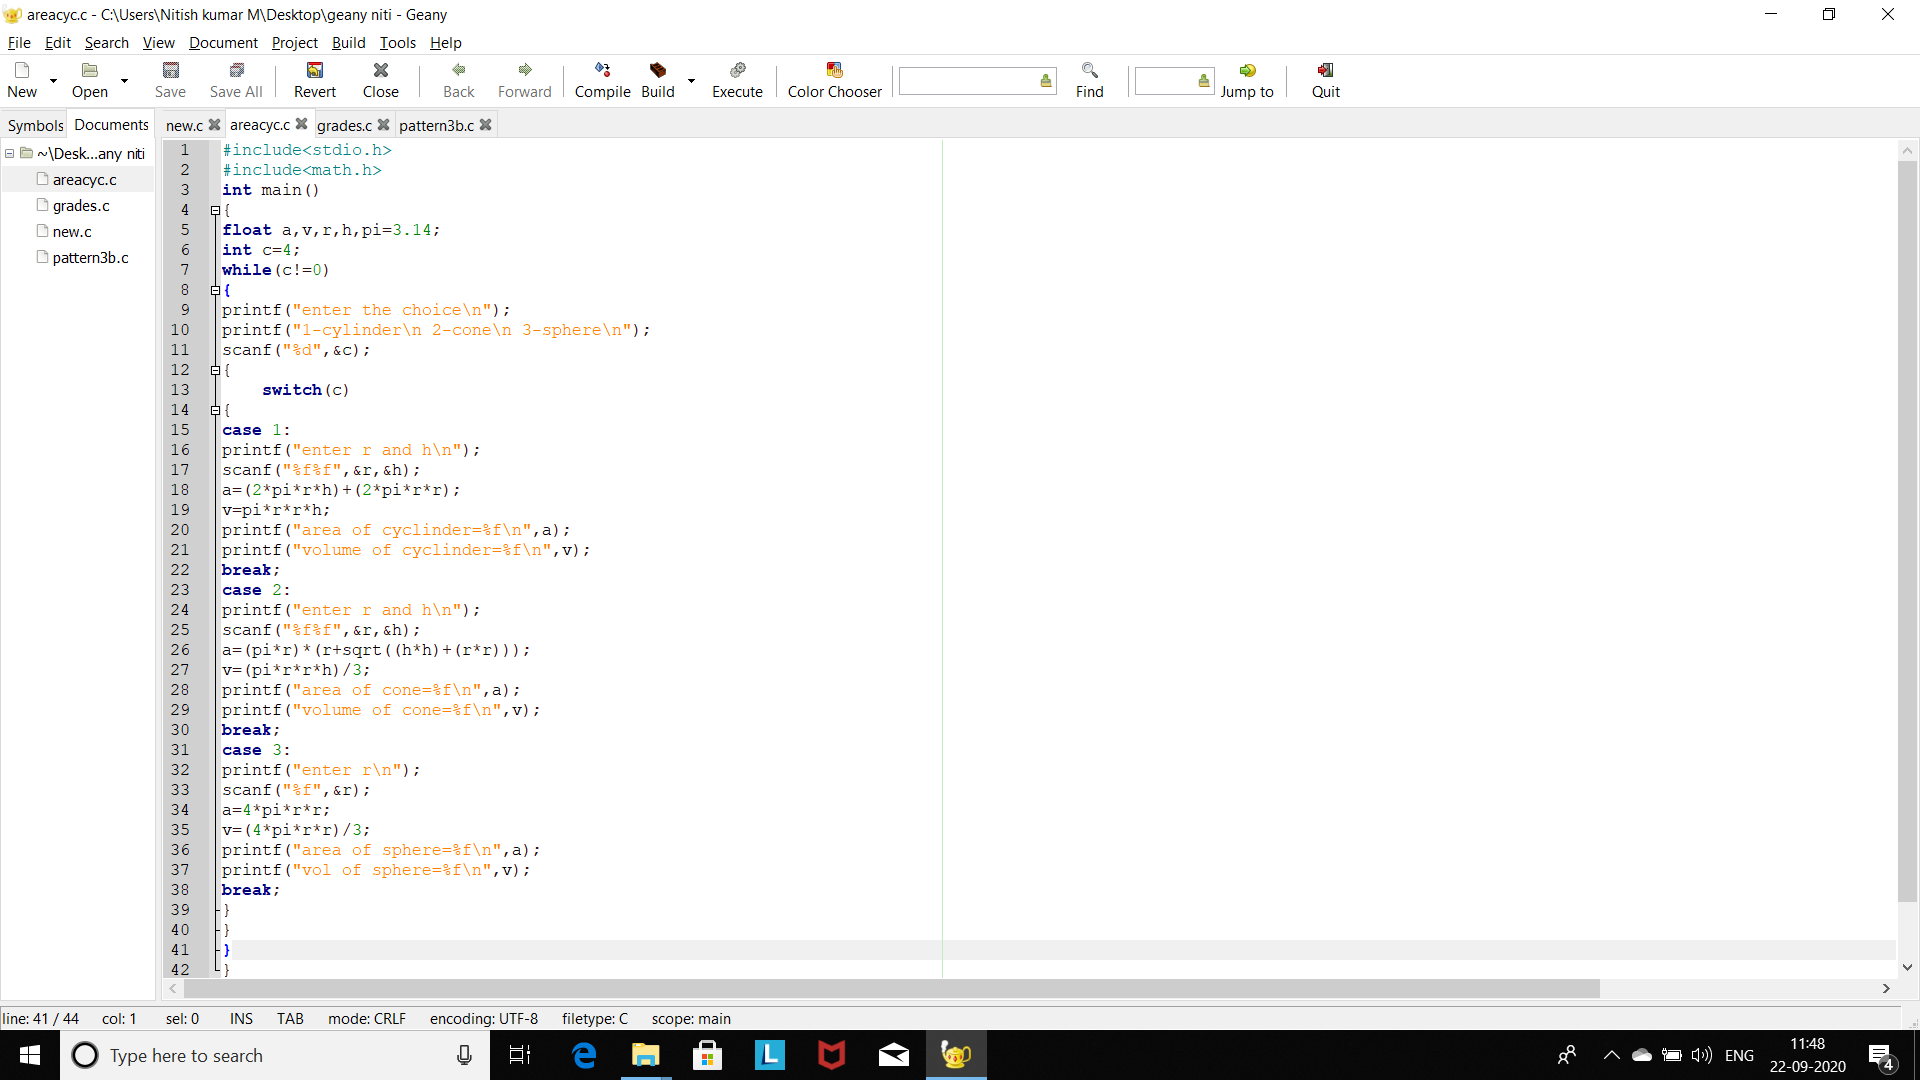 areacyc.c - C:\Users\Nitish kumar M\Desktop\geany niti - Geany
File Edit Search View Document Project Build Tools Help
New Open Save Save All Revert Close Back Forward Compile Build Execute Color Chooser Find Jump to Quit
Symbols Documents new.c areacyc.c grades.c pattern3b.c
~\Desk...any niti
areacyc.c
grades.c
new.c
pattern3b.c
1 #include<stdio.h>
2 #include<math.h>
3 int main()
4 {
5 float a,v,r,h,pi=3.14;
6 int c=4;
7 while(c!=0)
8 {
9 printf("enter the choice\n");
10 printf("1-cylinder\n 2-cone\n 3-sphere\n");
11 scanf("%d",&c);
12 {
13     switch(c)
14 {
15 case 1:
16 printf("enter r and h\n");
17 scanf("%f%f",&r,&h);
18 a=(2*pi*r*h)+(2*pi*r*r);
19 v=pi*r*r*h;
20 printf("area of cyclinder=%f\n",a);
21 printf("volume of cyclinder=%f\n",v);
22 break;
23 case 2:
24 printf("enter r and h\n");
25 scanf("%f%f",&r,&h);
26 a=(pi*r)*(r+sqrt((h*h)+(r*r)));
27 v=(pi*r*r*h)/3;
28 printf("area of cone=%f\n",a);
29 printf("volume of cone=%f\n",v);
30 break;
31 case 3:
32 printf("enter r\n");
33 scanf("%f",&r);
34 a=4*pi*r*r;
35 v=(4*pi*r*r)/3;
36 printf("area of sphere=%f\n",a);
37 printf("vol of sphere=%f\n",v);
38 break;
39 }
40 }
41 }
42 }
line: 41 / 44 col: 1 sel: 0 INS TAB mode: CRLF encoding: UTF-8 filetype: C scope: main
Type here to search
L
ENG
11:48
22-09-2020
4